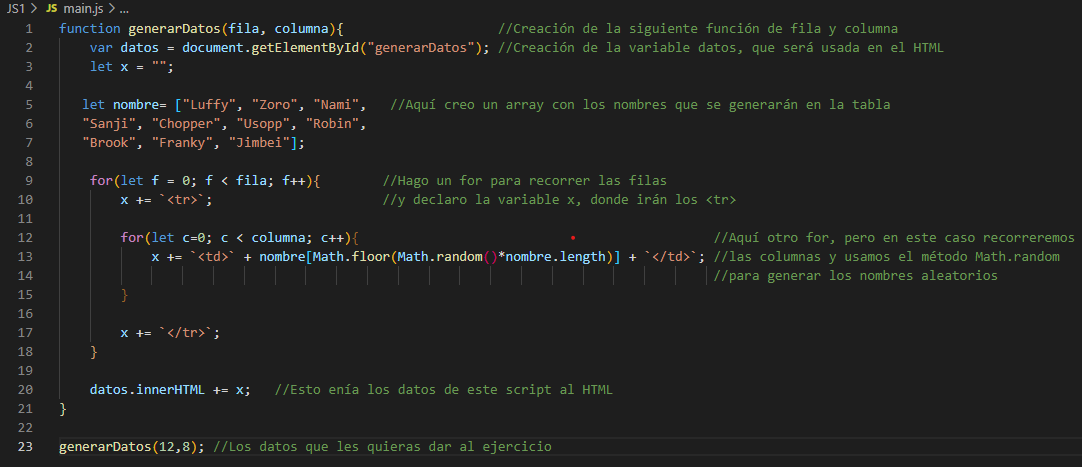 JS1 > JS main.js > ...
1 function generarDatos(fila, columna){ //Creación de la siguiente función de fila y columna
2 var datos = document.getElementById("generarDatos"); //Creación de la variable datos, que será usada en el HTML
3 let x = "";
4
5 let nombre= ["Luffy", "Zoro", "Nami", //Aquí creo un array con los nombres que se generarán en la tabla
6 "Sanji", "Chopper", "Usopp", "Robin",
7 "Brook", "Franky", "Jimbei"];
8
9 for(let f = 0; f < fila; f++){ //Hago un for para recorrer las filas
10 x += `<tr>`; //y declaro la variable x, donde irán los <tr>
11
12 for(let c=0; c < columna; c++){ //Aquí otro for, pero en este caso recorreremos
13 x += `<td>` + nombre[Math.floor(Math.random()*nombre.length)] + `</td>`; //las columnas y usamos el método Math.random
14 //para generar los nombres aleatorios
15 }
16
17 x += `</tr>`;
18 }
19
20 datos.innerHTML += x; //Esto enía los datos de este script al HTML
21 }
22
23 generarDatos(12,8); //Los datos que les quieras dar al ejercicio